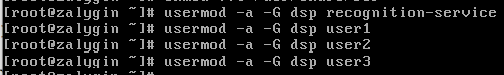 [root@zalygin ~]# usermod -a -G dsp recognition-service
[root@zalygin ~]# usermod -a -G dsp user1
[root@zalygin ~]# usermod -a -G dsp user2
[root@zalygin ~]# usermod -a -G dsp user3